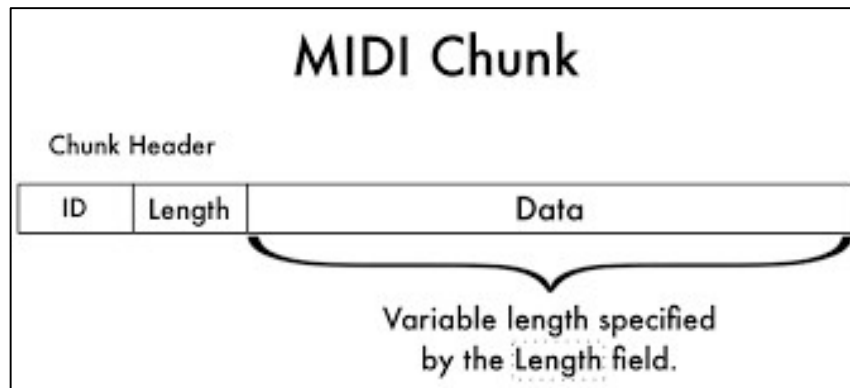 MIDI Chunk
Chunk Header
ID Length Data
Variable length specified
by the Length field.